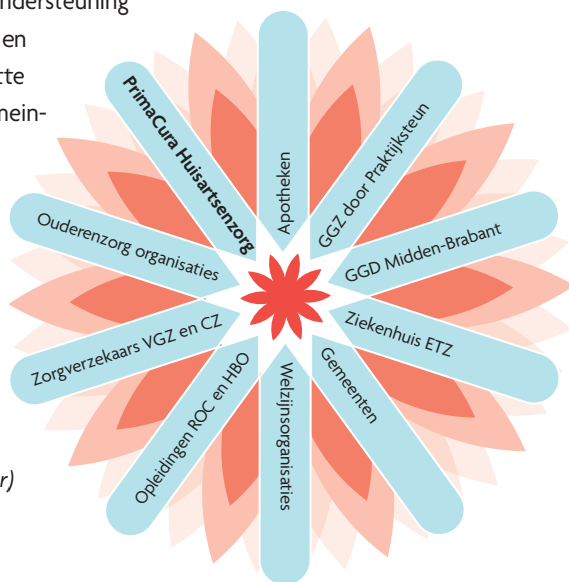 ndersteuning
en
tte
nein-
r)
PrimaCura Huisartsenzorg
Apotheken
GGZ door Praktijksteun
GGD Midden-Brabant
Ziekenhuis ETZ
Gemeenten
Welzijnsorganisaties
Opleidingen ROC en HBO
Zorgverzekaars VGZ en CZ
Ouderenzorg organisaties